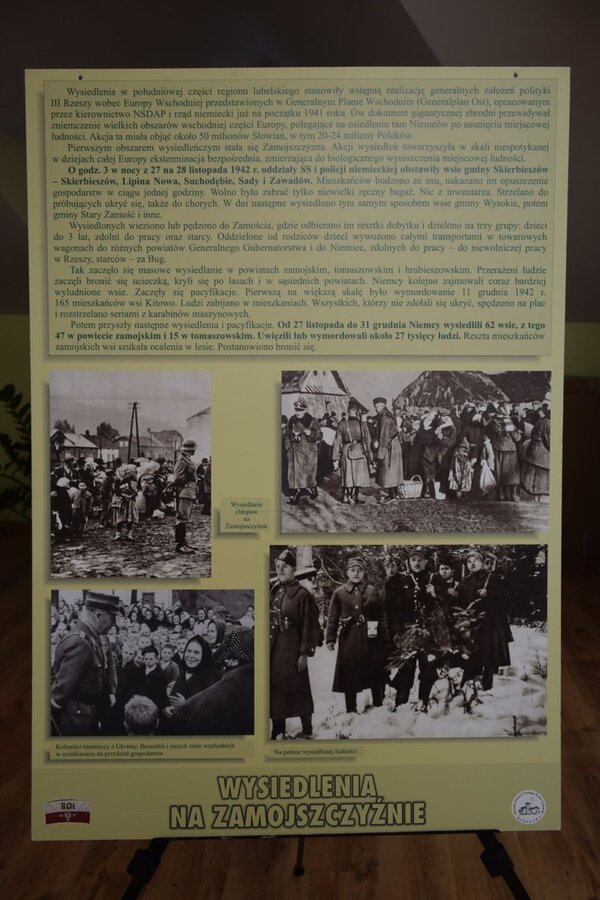 Wysiedlenia w południowej części regionu lubelskiego stanowiły wstępną realizację generalnych założeń polityki
III Rzeszy wobec Europy Wschodniej przedstawionych w Generalnym Planie Wschodnim (Generalplan Ost), opracowanym
przez kierownictwo NSDAP i rząd niemiecki już na początku 1941 roku. Ów dokument gigantycznej zbrodni przewidywał
zniemczenie wielkich obszarów wschodniej części Europy, polegające na osiedleniu tam Niemców po usunięciu miejscowej
ludności. Akcja ta miała objąć około 50 milionów Słowian, w tym 20-24 miliony Polaków.
Pierwszym obszarem zniemczonym stała się Zamojszczyzna. Akcji wysiedleń towarzyszyła w skali niespotykanej
w dziejach całej Europy eksterminacja bezpośrednia, zmierzająca do biologicznego wyniszczenia miejscowej ludności.
O godz. 3 w nocy z 27 na 28 listopada 1942 r. oddziały SS i policji niemieckiej obstawiły wsie gminy Skierbieszów
– Skierbieszów, Lipina Nowa, Suchodębie, Sady i Zawadów. Mieszkańców budzono ze snu, nakazano im opuszczenie
gospodarstw w ciągu jednej godziny. Wolno było zabrać tylko niewielki ręczny bagaż. Nic z inwentarza. Strzelano do
próbujących ukryć się, także do chorych. W dni następne wysiedlono tym samym sposobem wsie gminy Wysokie, potem
gminy Stary Zamość i inne.
Wysiedlonych wieziono lub pędzono do Zamościa, gdzie odbierano im resztki dobytku i dzielono na trzy grupy: dzieci
do 3 lat, zdolni do pracy oraz starcy. Oddzielone od rodziców dzieci wywożono całymi transportami w towarowych
wagonach do różnych powiatów Generalnego Gubernatorstwa i do Niemiec, zdolnych do pracy – do niewolniczej pracy
w Rzeszy, starców – za Bug.
Tak zaczęło się masowe wysiedlanie w powiatach zamojskim, tomaszowskim i hrubieszowskim. Przerażeni ludzie
zaczęli bronić się ucieczką, kryli się po lasach i w sąsiednich powiatach. Niemcy kolejno zajmowali coraz bardziej
wyludnione wsie. Zaczęły się pacyfikacje. Pierwszą na większą skalę było wymordowanie 11 grudnia 1942 r.
165 mieszkańców wsi Kitowo. Ludzi zabijano w mieszkaniach. Wszystkich, którzy nie zdołali się ukryć, spędzono na plac
i rozstrzelano seriami z karabinów maszynowych.
Potem przyszły następne wysiedlenia i pacyfikacje. Od 27 listopada do 31 grudnia Niemcy wysiedlili 62 wsie, z tego
47 w powiecie zamojskim i 15 w tomaszowskim. Uwięzili lub wymordowali około 27 tysięcy ludzi. Reszta mieszkańców
zamojskich wsi szukała ocalenia w lesie. Postanowiono bronić się.
Wysiedlanie
chłopów
na
Zamojszczyźnie
Koloniści niemieccy z Ukrainy, Besarabii i innych ziem wschodnich
w oczekiwaniu na przydział gospodarstw
Na pomoc wysiedlanej ludności
WYSIEDLENIA
NA ZAMOJSZCZYŹNIE